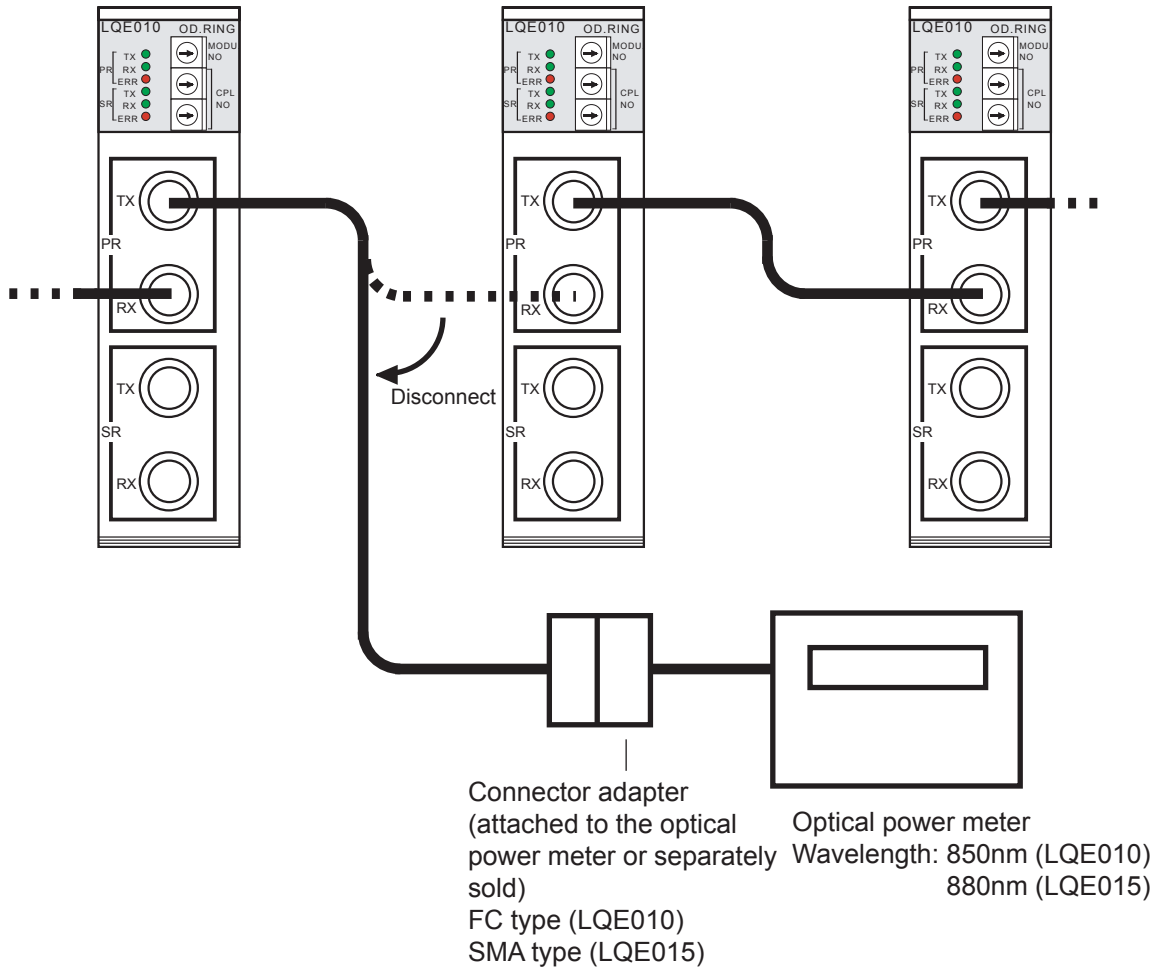 LQE010 OD.RING
MODU
NO
TX
PR RX
ERR
CPL
NO
TX
SR RX
ERR
TX
PR
RX
TX
SR
RX
LQE010 OD.RING
MODU
NO
TX
PR RX
ERR
CPL
NO
TX
SR RX
ERR
TX
PR
RX
TX
SR
RX
LQE010 OD.RING
MODU
NO
TX
PR RX
ERR
CPL
NO
TX
SR RX
ERR
TX
PR
RX
TX
SR
RX
Disconnect
Connector adapter
(attached to the optical
power meter or separately
sold)
FC type (LQE010)
SMA type (LQE015)
Optical power meter
Wavelength: 850nm (LQE010)
880nm (LQE015)